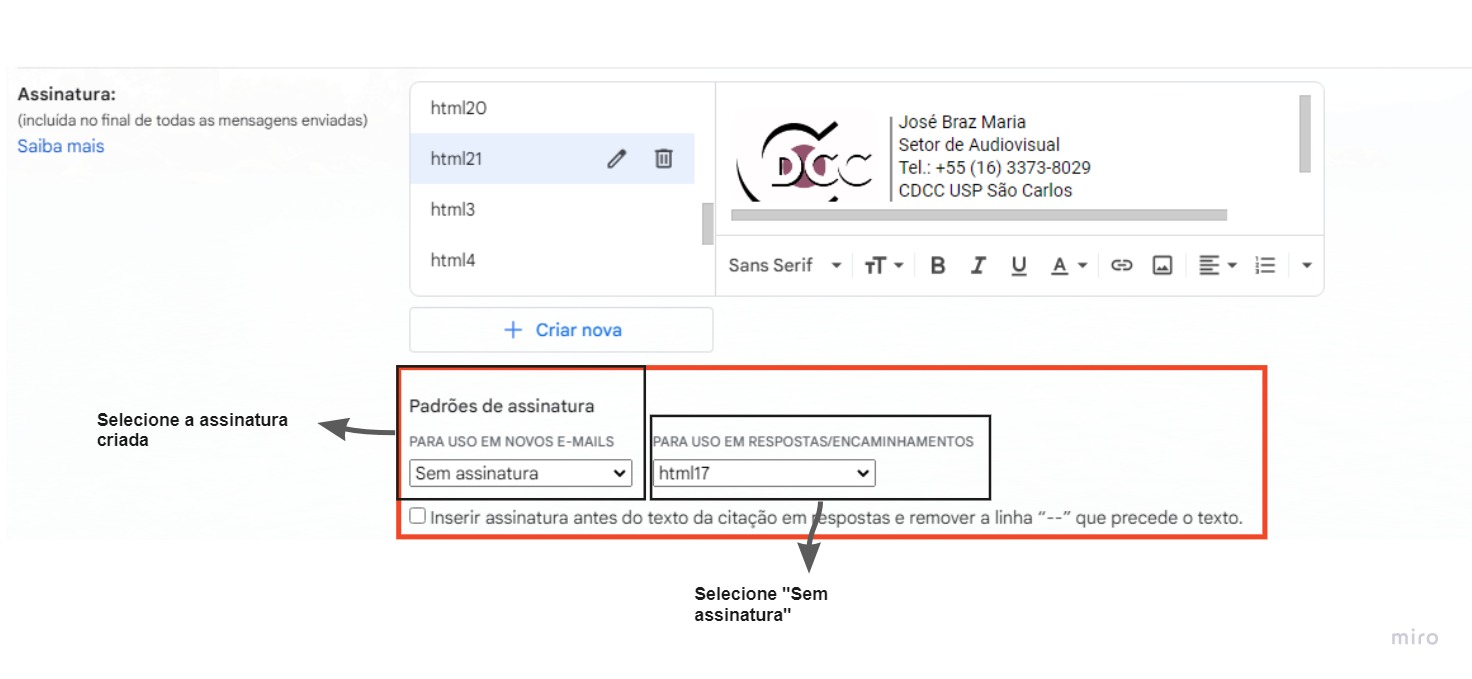 Assinatura:
(incluída no final de todas as mensagens enviadas)
Saiba mais
html20
html21
html3
html4
Criar nova
DCC
José Braz Maria
Setor de Audiovisual
Tel.: +55 (16) 3373-8029
CDCC USP São Carlos
Sans Serif
Padrões de assinatura
PARA USO EM NOVOS E-MAILS
Sem assinatura
PARA USO EM RESPOSTAS/ENCAMINHAMENTOS
html17
Inserir assinatura antes do texto da citação em respostas e remover a linha “--” que precede o texto.
Selecione a assinatura
criada
Selecione "Sem
assinatura"
miro